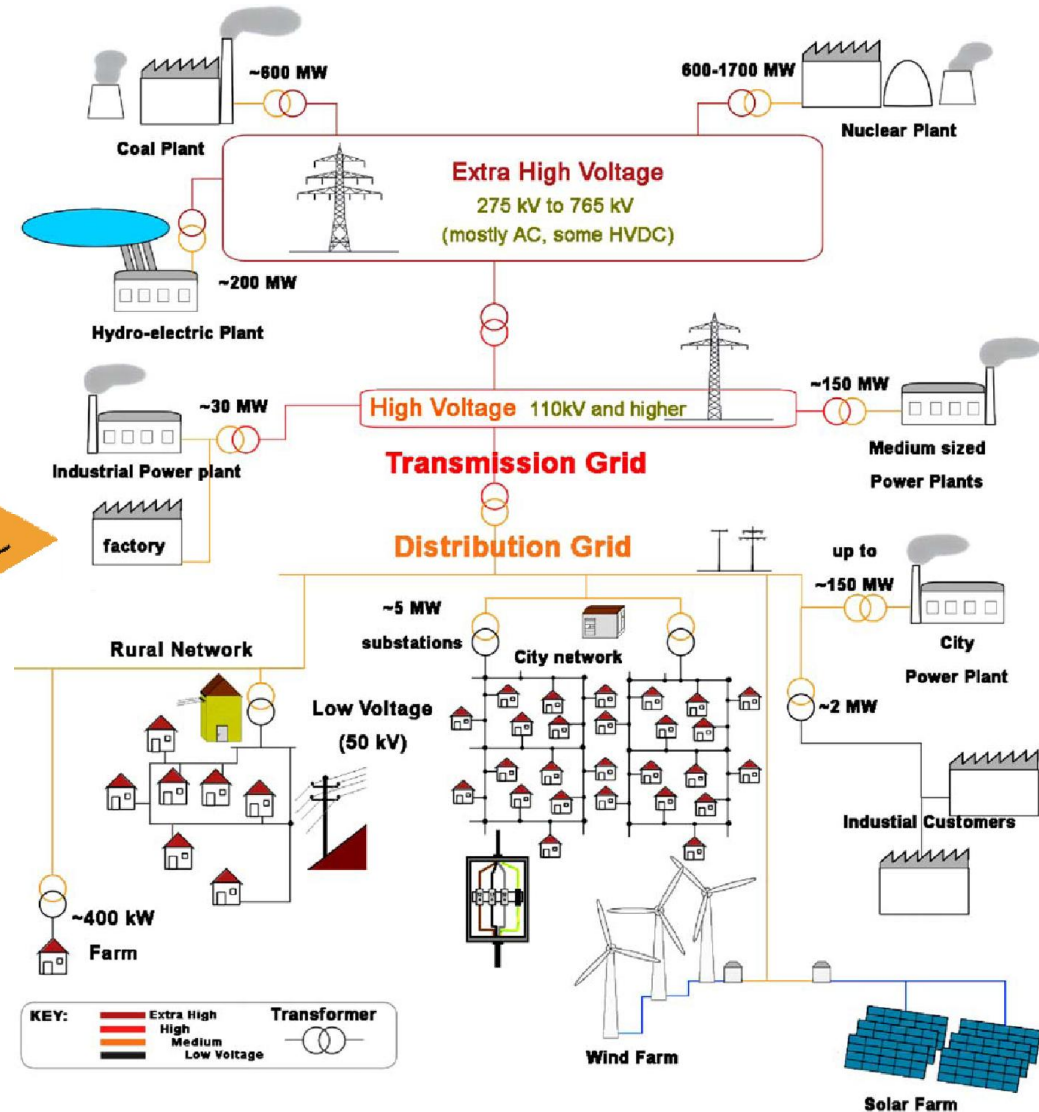 ~600 MW
Coal Plant
600-1700 MW
Nuclear Plant
Extra High Voltage
275 kV to 765 kV
(mostly AC, some HVDC)
~200 MW
Hydro-electric Plant
~30 MW
Industrial Power plant
factory
High Voltage 110kV and higher
~150 MW
Medium sized
Power Plants
Transmission Grid
Distribution Grid
up to
~150 MW
City
Power Plant
~5 MW
substations
City network
Rural Network
Low Voltage
(50 kV)
~2 MW
Industial Customers
~400 kW
Farm
Wind Farm
Solar Farm
KEY:
Extra High
High
Medium
Low Voltage
Transformer